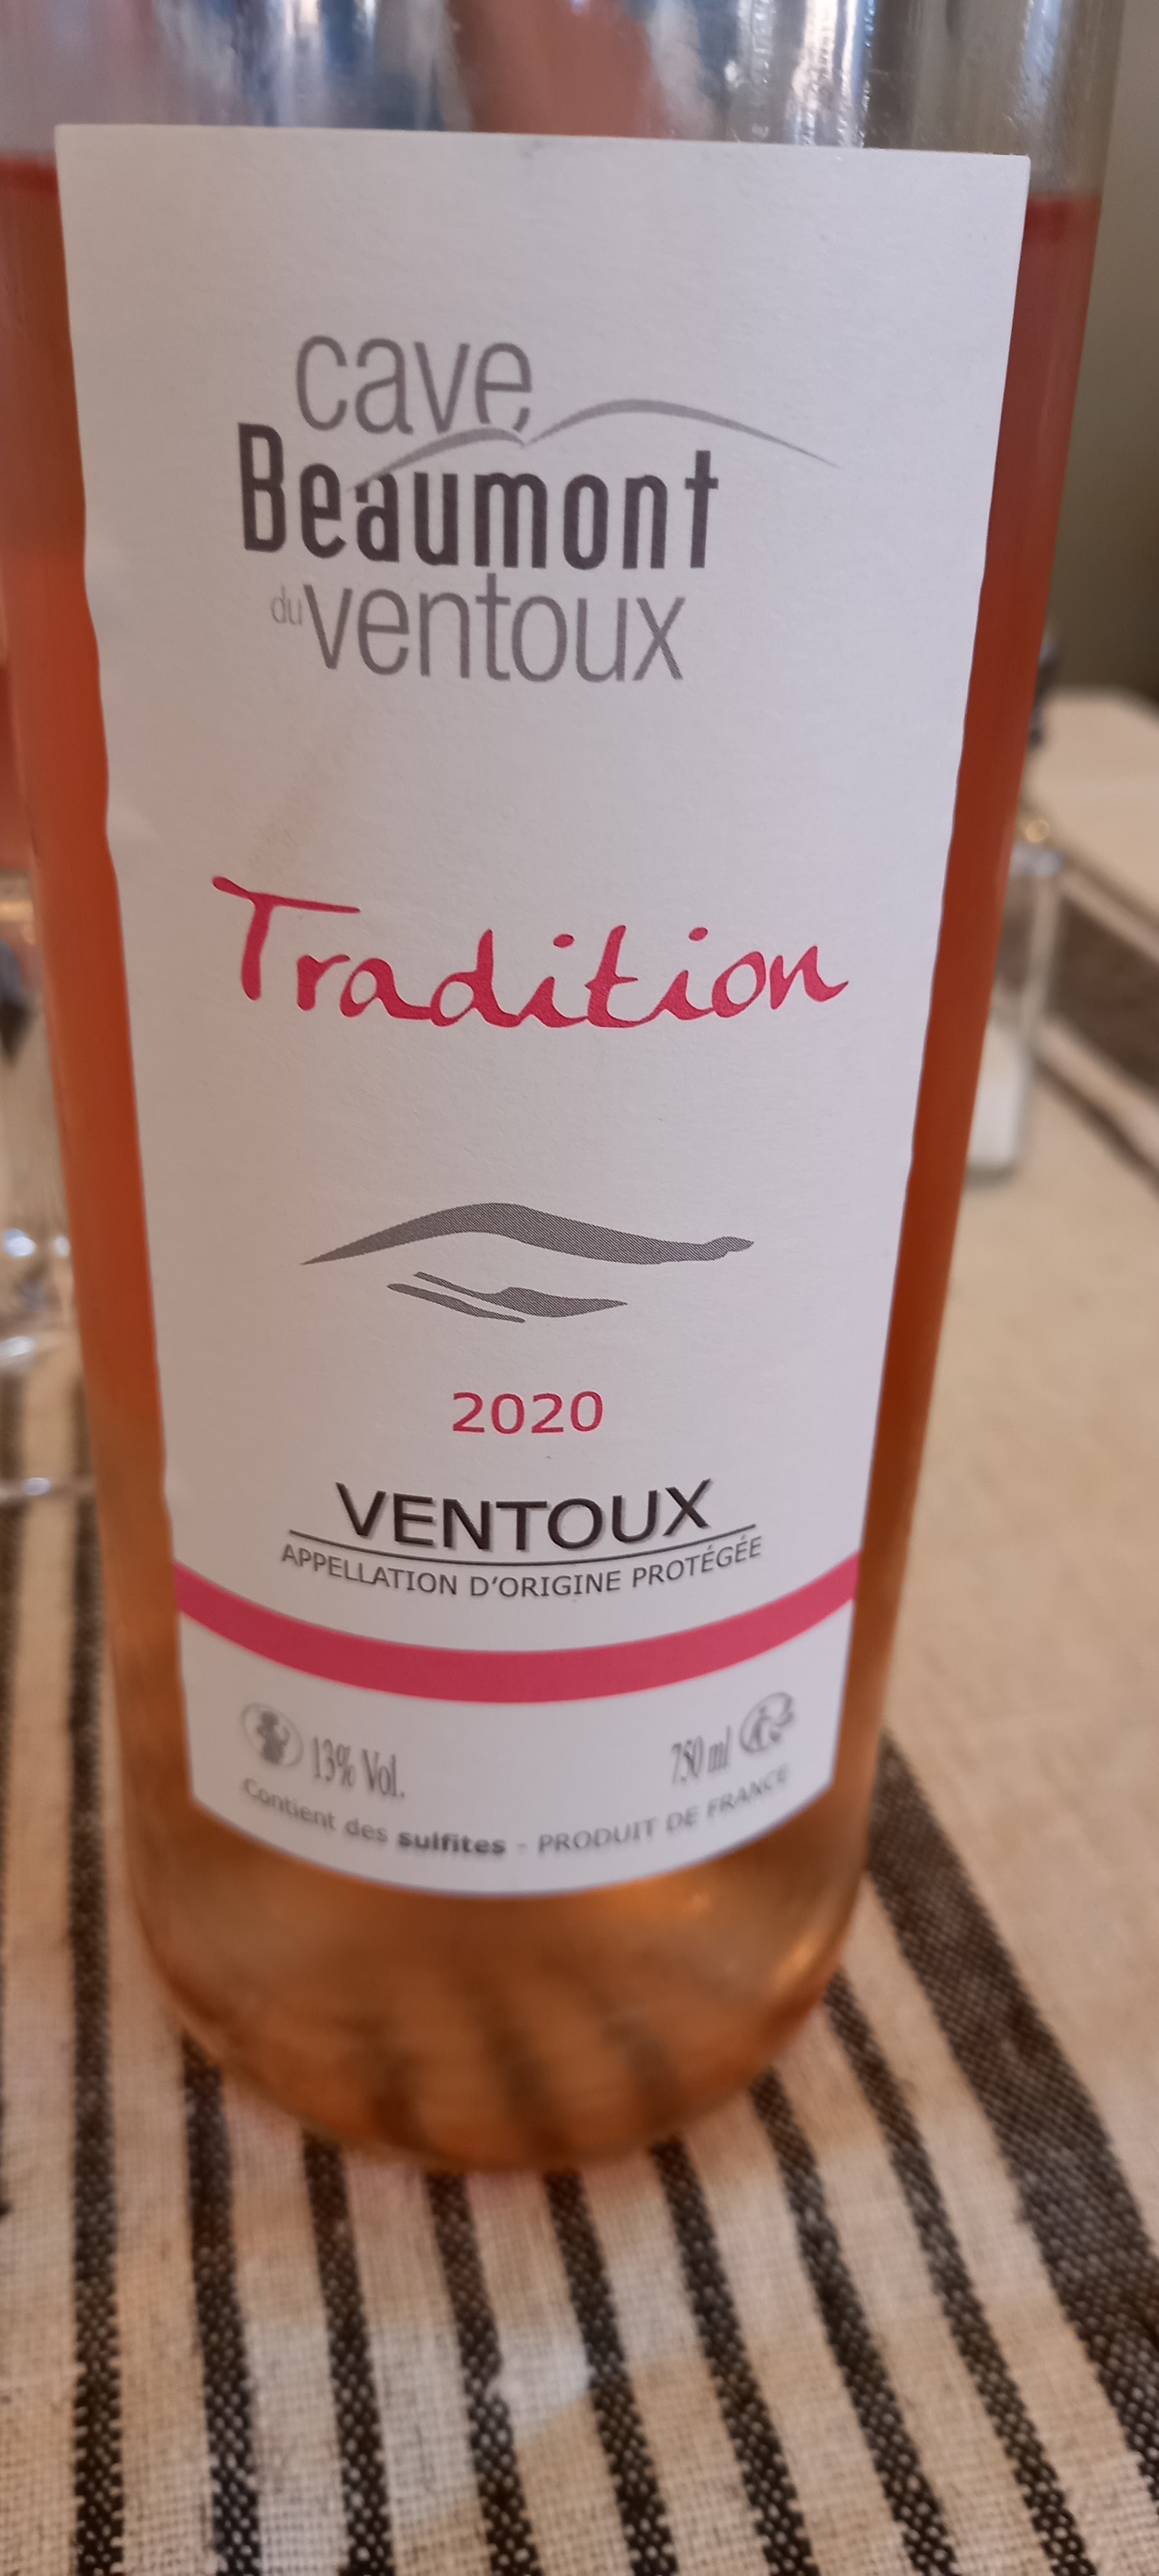 cave
Beaumont
du ventoux
Tradition
2020
VENTOUX
APPELLATION D'ORIGINE PROTÉGÉE
13% Vol. 750 ml
Contient des sulfites - PRODUIT DE FRANCE